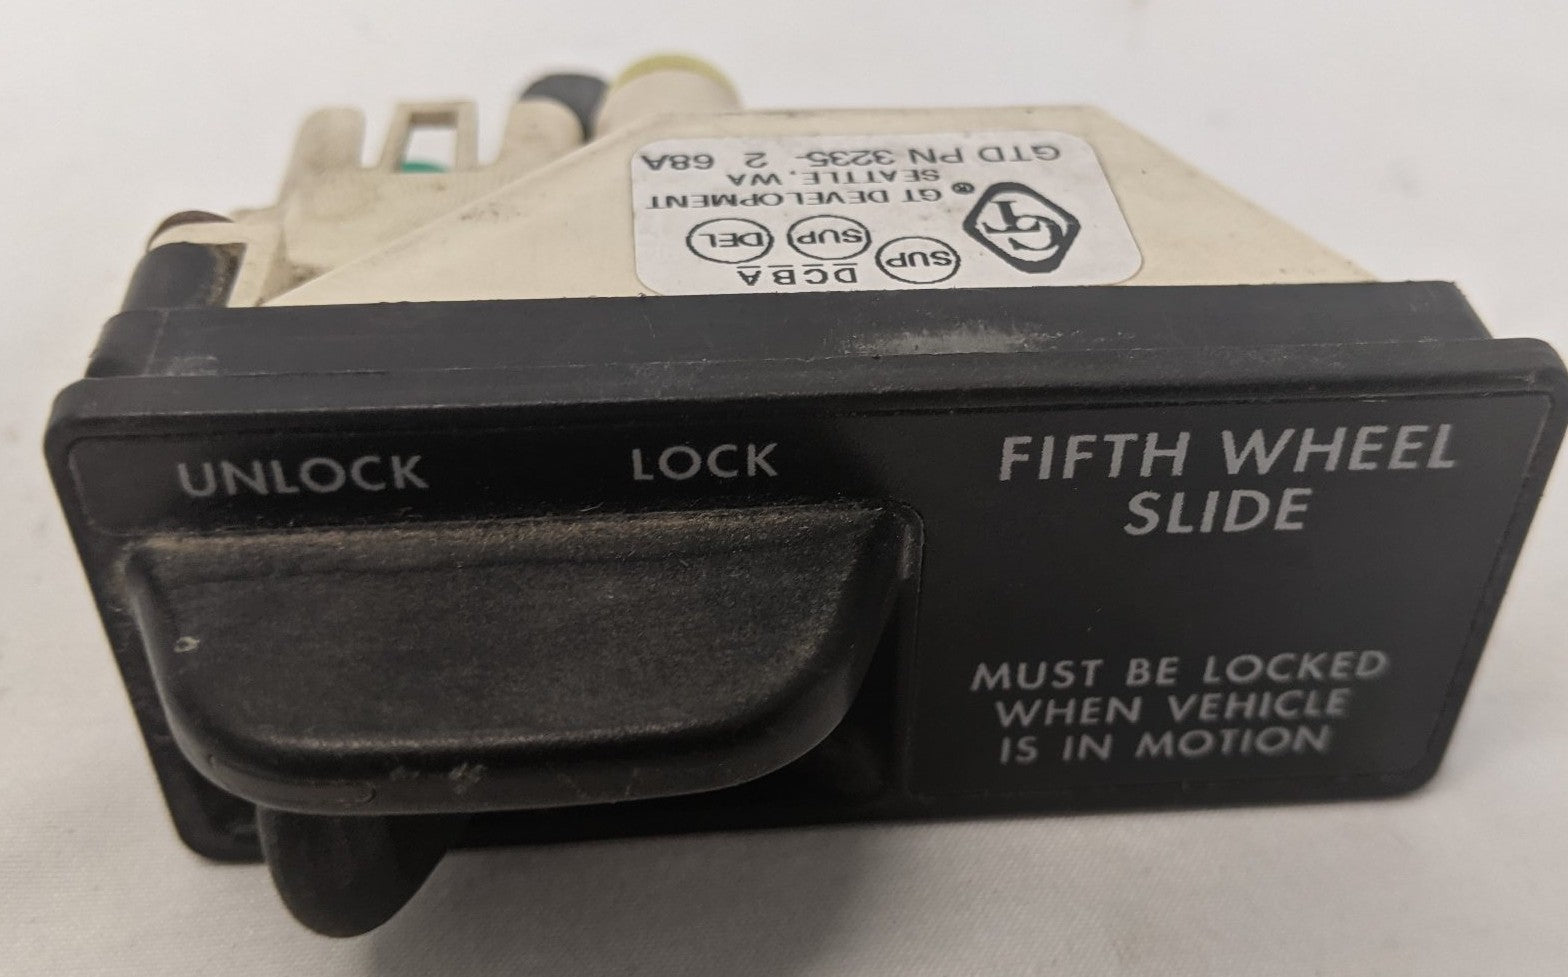 UNLOCK LOCK
FIFTH WHEEL
SLIDE
MUST BE LOCKED
WHEN VEHICLE
IS IN MOTION
DCBA
SUP SUP DEL
GT
® GT DEVELOPMENT
SEATTLE, WA
GTD PN 3235- 2 68A